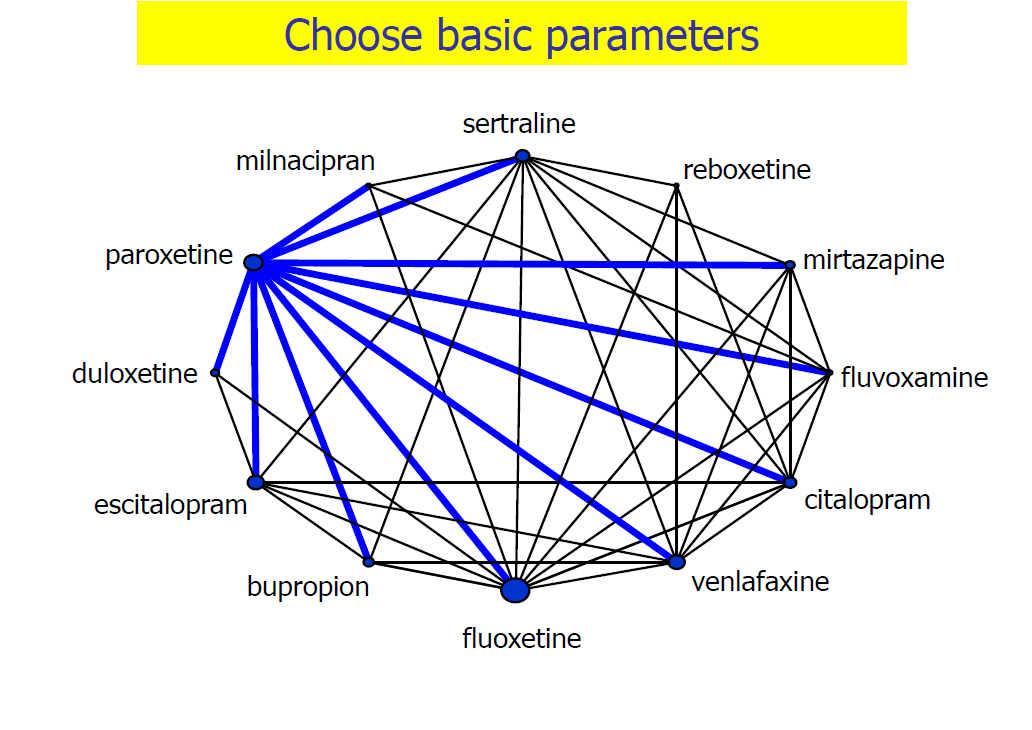 Choose basic parameters
sertraline
milnacipran
reboxetine
paroxetine
mirtazapine
duloxetine
fluvoxamine
escitalopram
citalopram
bupropion
venlafaxine
fluoxetine